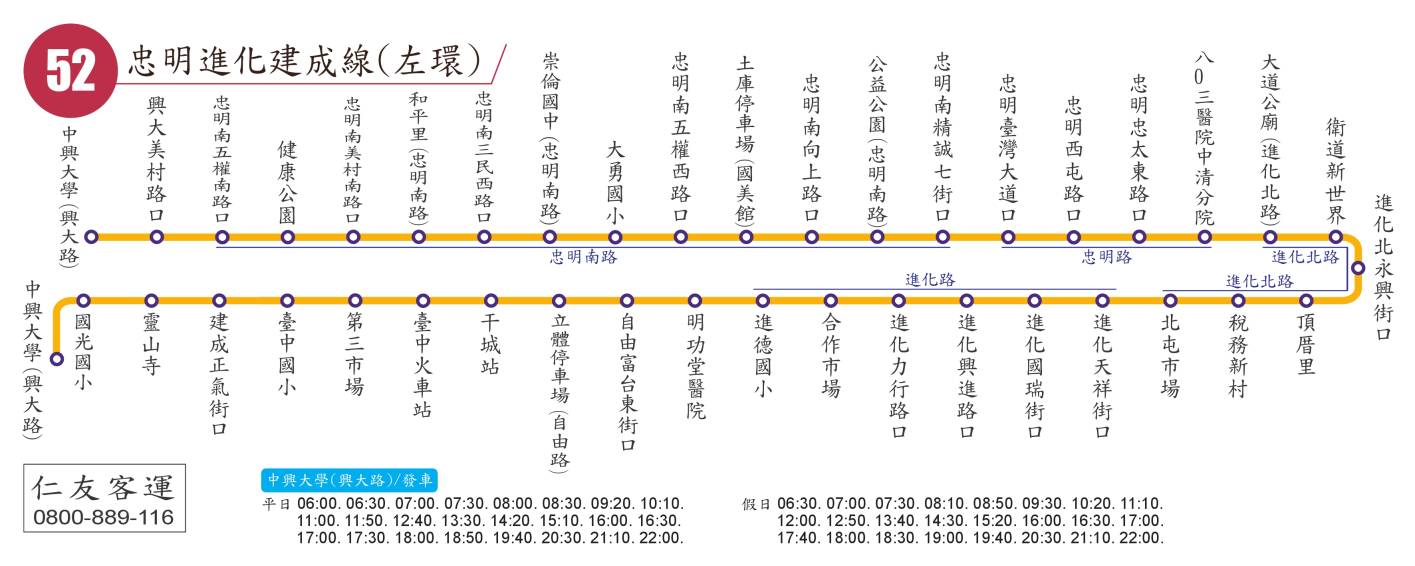 52 忠明進化建成線(左環)
中興大學(興大路)
興大美村路口
忠明南五權南路口
健康公園
忠明南美村南路口
和平里(忠明南路)
忠明南三民西路口
崇倫國中(忠明南路)
大勇國小
忠明南五權西路口
土庫停車場(國美館)
忠明南向上路口
公益公園(忠明南路)
忠明南精誠七街口
忠明臺灣大道口
忠明西屯路口
忠明忠太東路口
八0三醫院中清分院
大道公廟(進化北路)
衛道新世界
進化北永興街口
忠明南路
忠明路
進化北路
進化路
進化北路
中興大學(興大路)
國光國小
靈山寺
建成正氣街口
臺中國小
第三市場
臺中火車站
干城站
立體停車場(自由路)
自由富台東街口
明功堂醫院
進德國小
合作市場
進化力行路口
進化興進路口
進化國瑞街口
進化天祥街口
北屯市場
稅務新村
頂厝里
仁友客運
0800-889-116
中興大學(興大路)/發車
平日 06:00. 06:30. 07:00. 07:30. 08:00. 08:30. 09:20. 10:10.
11:00. 11:50. 12:40. 13:30. 14:20. 15:10. 16:00. 16:30.
17:00. 17:30. 18:00. 18:50. 19:40. 20:30. 21:10. 22:00.
假日 06:30. 07:00. 07:30. 08:10. 08:50. 09:30. 10:20. 11:10.
12:00. 12:50. 13:40. 14:30. 15:20. 16:00. 16:30. 17:00.
17:40. 18:00. 18:30. 19:00. 19:40. 20:30. 21:10. 22:00.